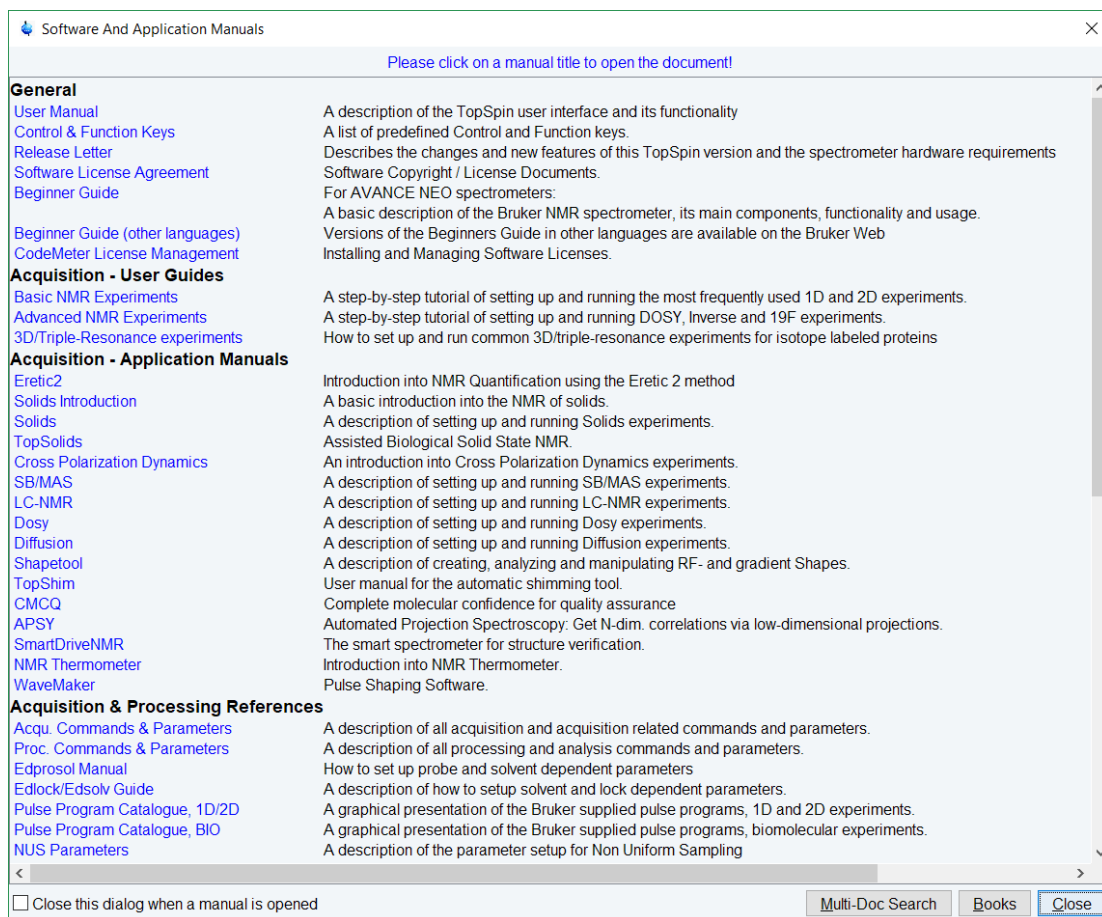 Software And Application Manuals
Please click on a manual title to open the document!
General
User Manual A description of the TopSpin user interface and its functionality
Control & Function Keys A list of predefined Control and Function keys.
Release Letter Describes the changes and new features of this TopSpin version and the spectrometer hardware requirements
Software License Agreement Software Copyright / License Documents.
Beginner Guide For AVANCE NEO spectrometers:
A basic description of the Bruker NMR spectrometer, its main components, functionality and usage.
Beginner Guide (other languages) Versions of the Beginners Guide in other languages are available on the Bruker Web
CodeMeter License Management Installing and Managing Software Licenses.
Acquisition - User Guides
Basic NMR Experiments A step-by-step tutorial of setting up and running the most frequently used 1D and 2D experiments.
Advanced NMR Experiments A step-by-step tutorial of setting up and running DOSY, Inverse and 19F experiments.
3D/Triple-Resonance experiments How to set up and run common 3D/triple-resonance experiments for isotope labeled proteins
Acquisition - Application Manuals
Eretic2 Introduction into NMR Quantification using the Eretic 2 method
Solids Introduction A basic introduction into the NMR of solids.
Solids A description of setting up and running Solids experiments.
TopSolids Assisted Biological Solid State NMR.
Cross Polarization Dynamics An introduction into Cross Polarization Dynamics experiments.
SB/MAS A description of setting up and running SB/MAS experiments.
LC-NMR A description of setting up and running LC-NMR experiments.
Dosy A description of setting up and running Dosy experiments.
Diffusion A description of setting up and running Diffusion experiments.
Shapetool A description of creating, analyzing and manipulating RF- and gradient Shapes.
TopShim User manual for the automatic shimming tool.
CMCQ Complete molecular confidence for quality assurance
APSY Automated Projection Spectroscopy: Get N-dim. correlations via low-dimensional projections.
SmartDriveNMR The smart spectrometer for structure verification.
NMR Thermometer Introduction into NMR Thermometer.
WaveMaker Pulse Shaping Software.
Acquisition & Processing References
Acqu. Commands & Parameters A description of all acquisition and acquisition related commands and parameters.
Proc. Commands & Parameters A description of all processing and analysis commands and parameters.
Edprosol Manual How to set up probe and solvent dependent parameters
Edlock/Edsolv Guide A description of how to setup solvent and lock dependent parameters.
Pulse Program Catalogue, 1D/2D A graphical presentation of the Bruker supplied pulse programs, 1D and 2D experiments.
Pulse Program Catalogue, BIO A graphical presentation of the Bruker supplied pulse programs, biomolecular experiments.
NUS Parameters A description of the parameter setup for Non Uniform Sampling
Close this dialog when a manual is opened Multi-Doc Search Books Close